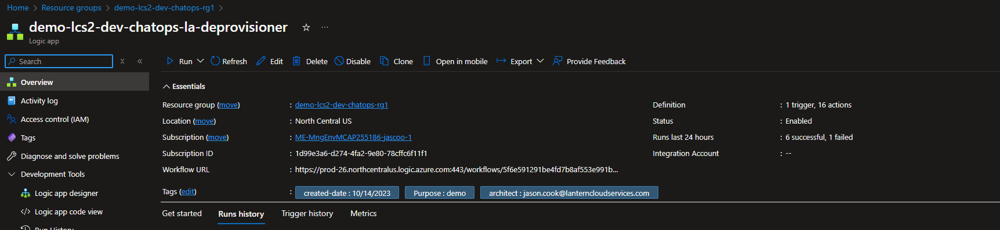 Home > Resource groups > demo-lcs2-dev-chatops-rg1 >
demo-lcs2-dev-chatops-la-deprovisioner ☆ ...
Logic app
Search
Overview
Activity log
Access control (IAM)
Tags
Diagnose and solve problems
Development Tools
Logic app designer
Logic app code view
Run History
Run Refresh Edit Delete Disable Clone Open in mobile Export Provide Feedback
Essentials
Resource group (move) : demo-lcs2-dev-chatops-rg1
Location (move) : North Central US
Subscription (move) : ME-MngEnvMCAP255186-jascoo-1
Subscription ID : 1d99e3a6-d274-4fa2-9e80-78cffc6f11f1
Workflow URL : https://prod-26.northcentralus.logic.azure.com:443/workflows/5f6e591291be4fd7b8af553e991b...
Definition : 1 trigger, 16 actions
Status : Enabled
Runs last 24 hours : 6 successful, 1 failed
Integration Account : --
Tags (edit) : created-date : 10/14/2023 Purpose : demo architect : jason.cook@lanterncloudservices.com
Get started Runs history Trigger history Metrics